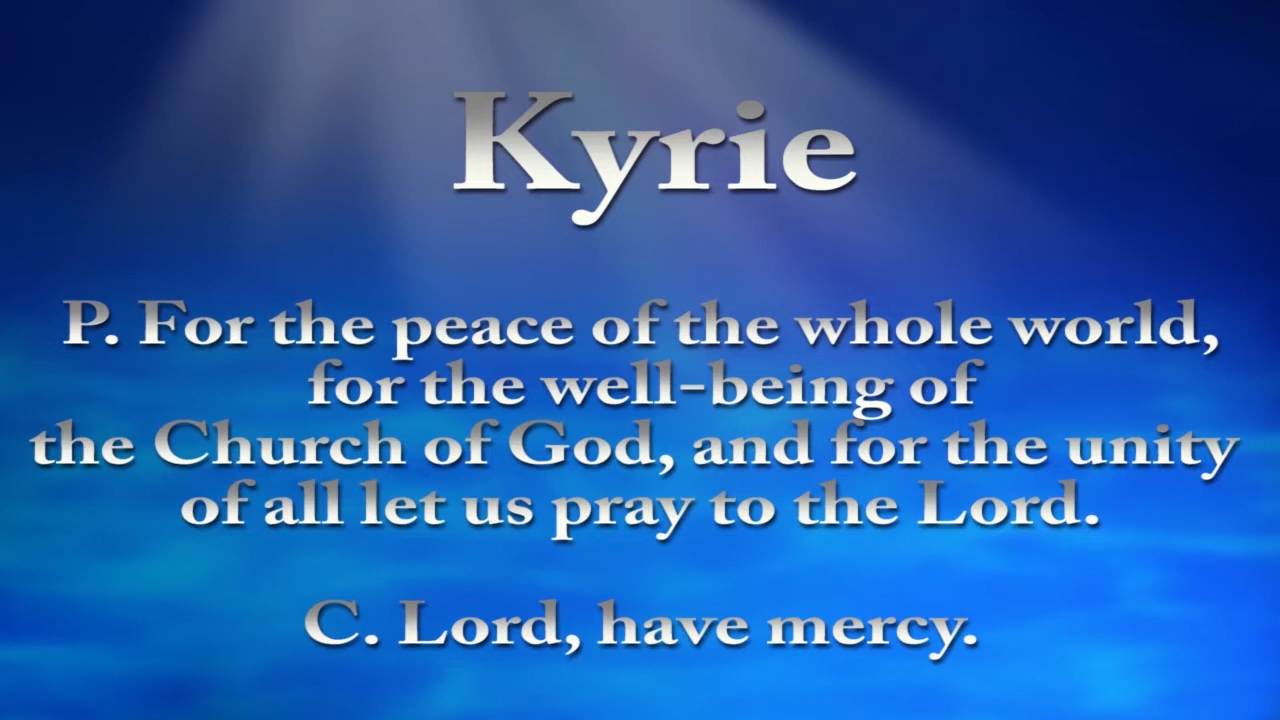 Kyrie
P. For the peace of the whole world,
for the well-being of
the Church of God, and for the unity
of all let us pray to the Lord.
C. Lord, have mercy.